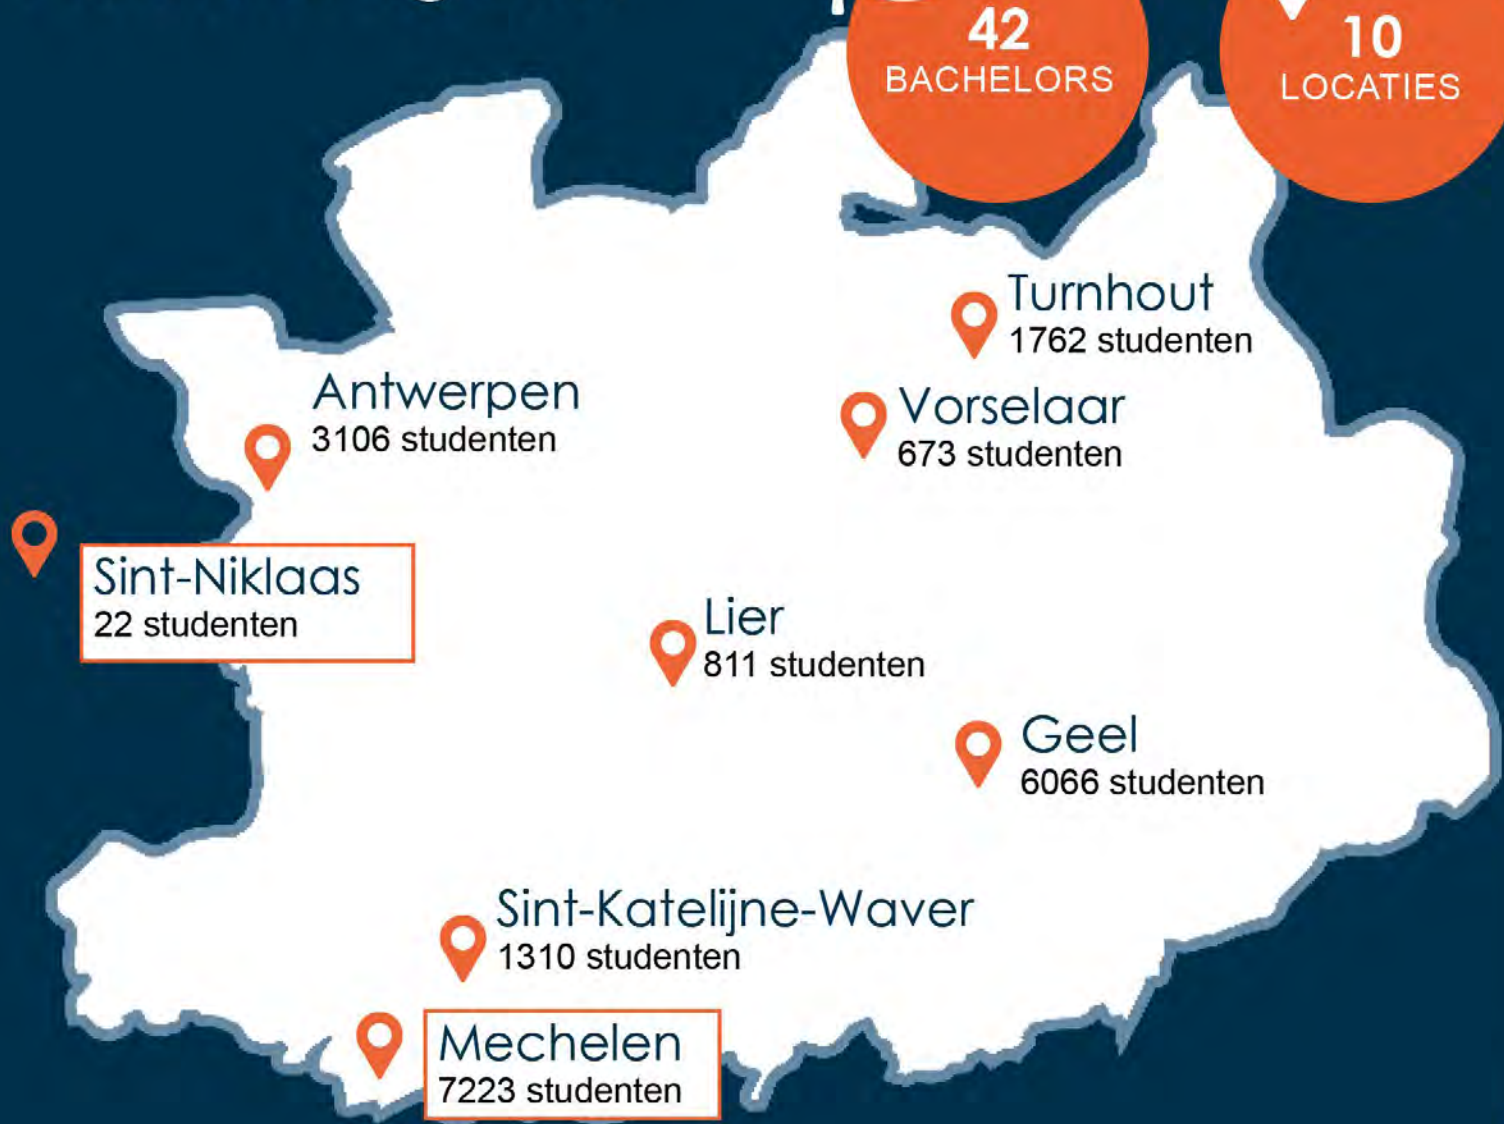 42
BACHELORS
10
LOCATIES
Turnhout
1762 studenten
Antwerpen
3106 studenten
Vorselaar
673 studenten
Sint-Niklaas
22 studenten
Lier
811 studenten
Geel
6066 studenten
Sint-Katelijne-Waver
1310 studenten
Mechelen
7223 studenten